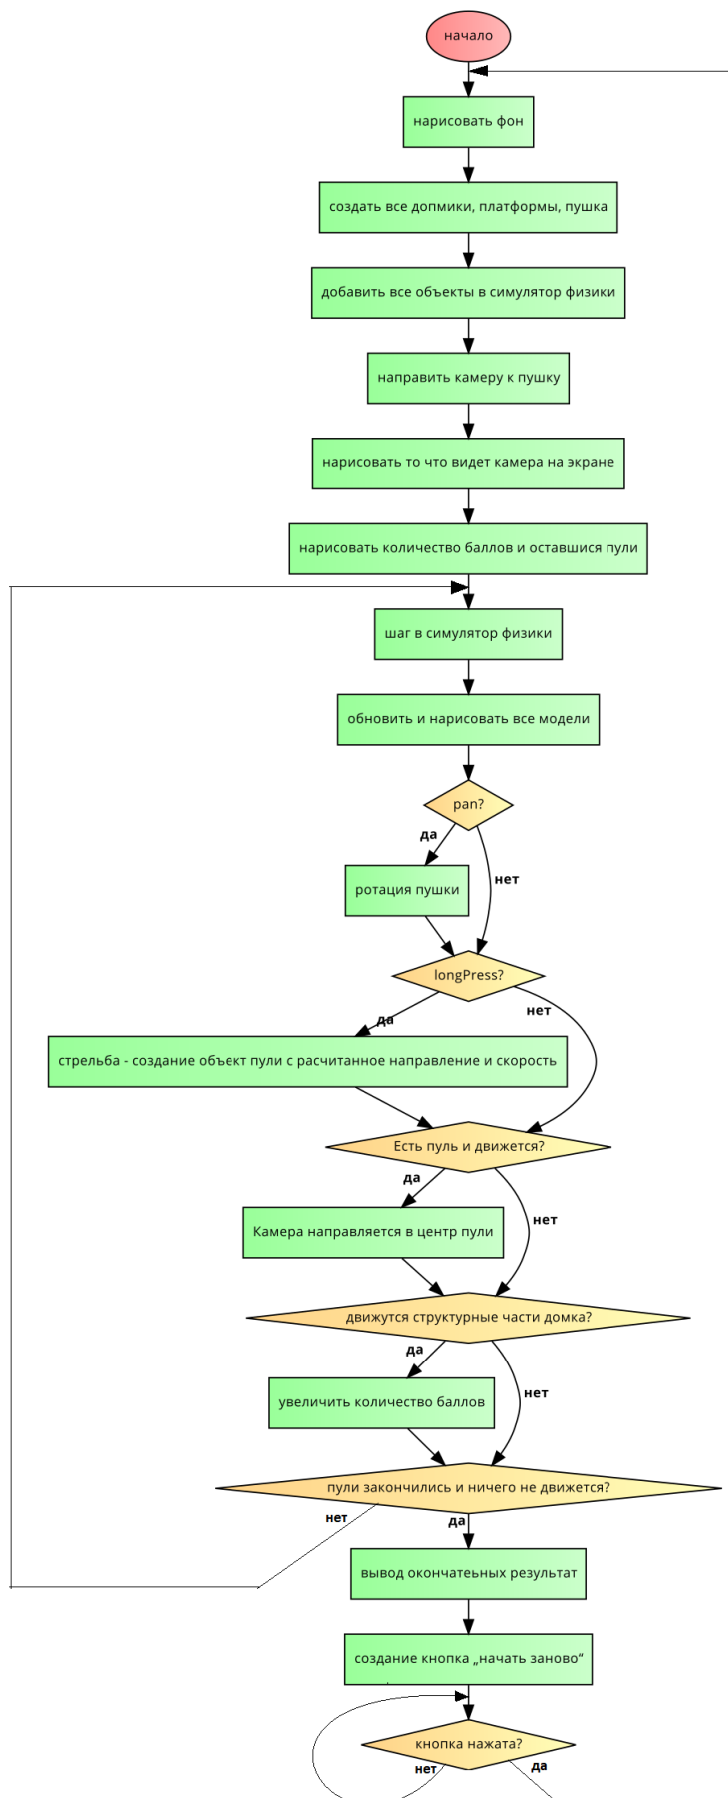 начало
нарисовать фон
создать все допмики, платформы, пушка
добавить все объекты в симулятор физики
направить камеру к пушку
нарисовать то что видет камера на экране
нарисовать количество баллов и оставшися пули
шаг в симулятор физики
обновить и нарисовать все модели
pan?
да
ротация пушки
нет
longPress?
да
нет
стрельба - создание объект пули с расчитанное направление и скорость
Есть пуль и движется?
да
Камера направляется в центр пули
нет
движутся структурные части домка?
да
нет
увеличить количество баллов
пули закончились и ничего не движется?
нет
да
вывод окончатеьных результат
создание кнопка „начать заново“
кнопка нажата?
нет
да